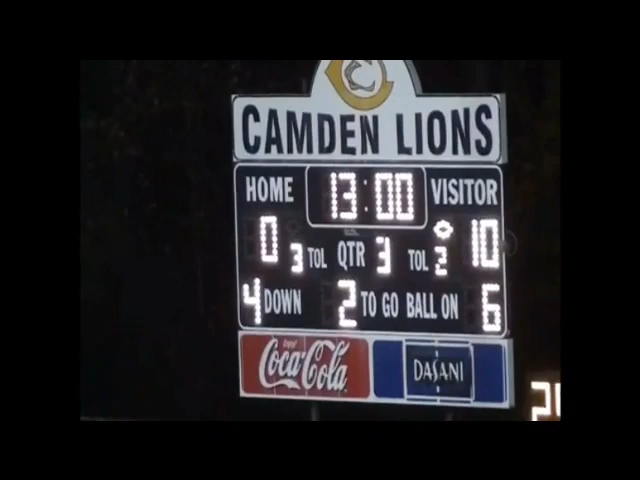 C
CAMDEN LIONS
HOME 13:00 VISITOR
0 3 TOL QTR 3 TOL 2 10
4 DOWN 2 TO GO BALL ON 6
Enjoy
Coca-Cola DASANI